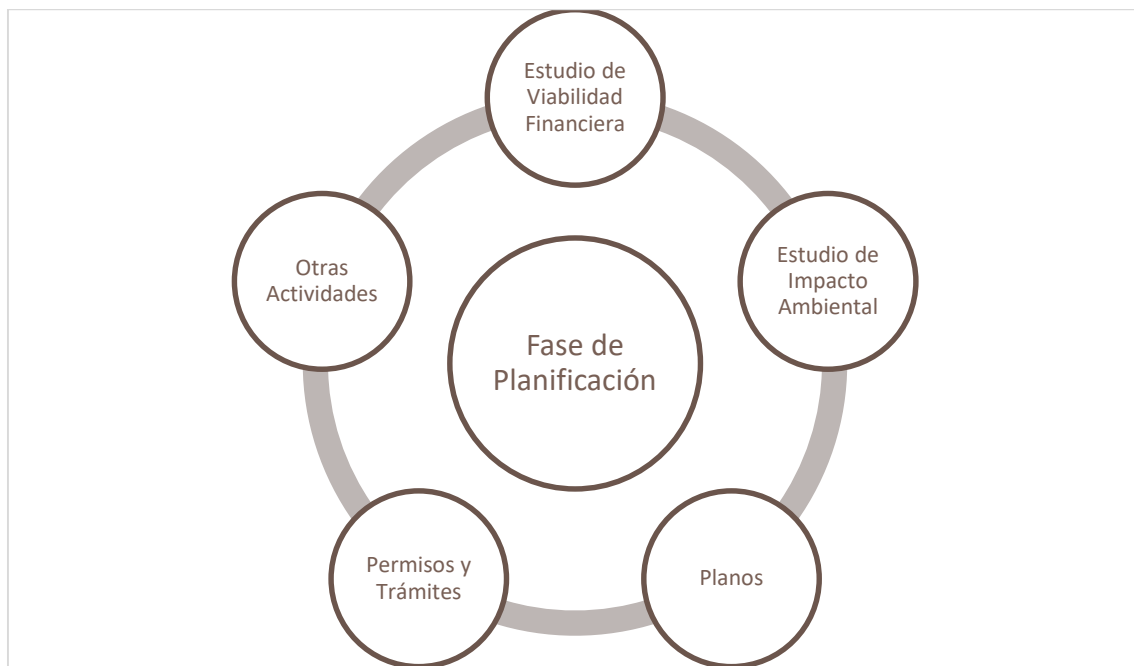 Estudio de
Viabilidad
Financiera
Estudio de
Impacto
Ambiental
Planos
Permisos y
Trámites
Otras
Actividades
Fase de
Planificación